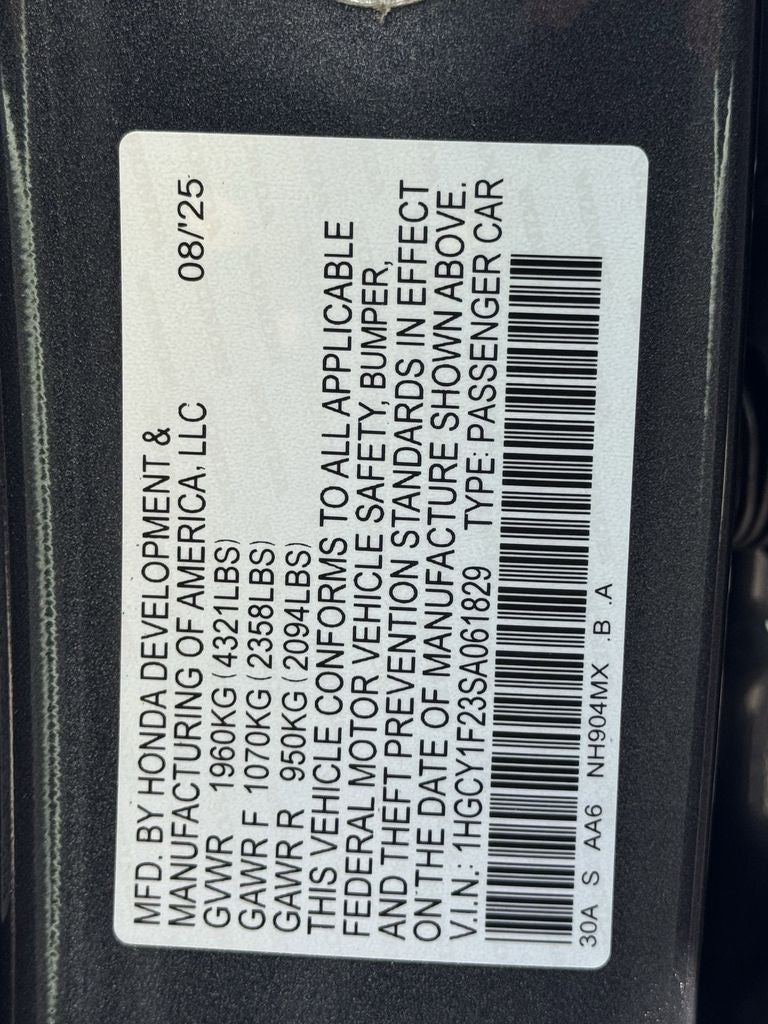 MFD. BY HONDA DEVELOPMENT &
MANUFACTURING OF AMERICA, LLC 08/'25
GVWR 1960KG (4321LBS)
GAWR F 1070KG (2358LBS)
GAWR R 950KG (2094LBS)
THIS VEHICLE CONFORMS TO ALL APPLICABLE
FEDERAL MOTOR VEHICLE SAFETY, BUMPER,
AND THEFT PREVENTION STANDARDS IN EFFECT
ON THE DATE OF MANUFACTURE SHOWN ABOVE.
V.I.N.: 1HGCY1F23SA061829 TYPE: PASSENGER CAR
30A S AA6 NH904MX .B .A